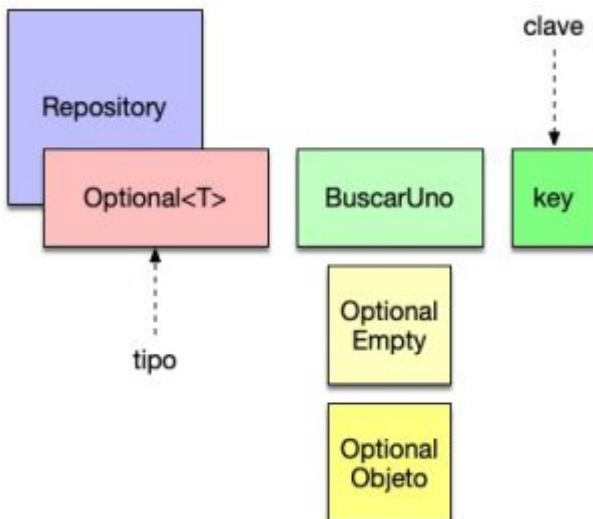 clave
Repository
Optional<T>
BuscarUno
key
Optional
Empty
tipo
Optional
Objeto